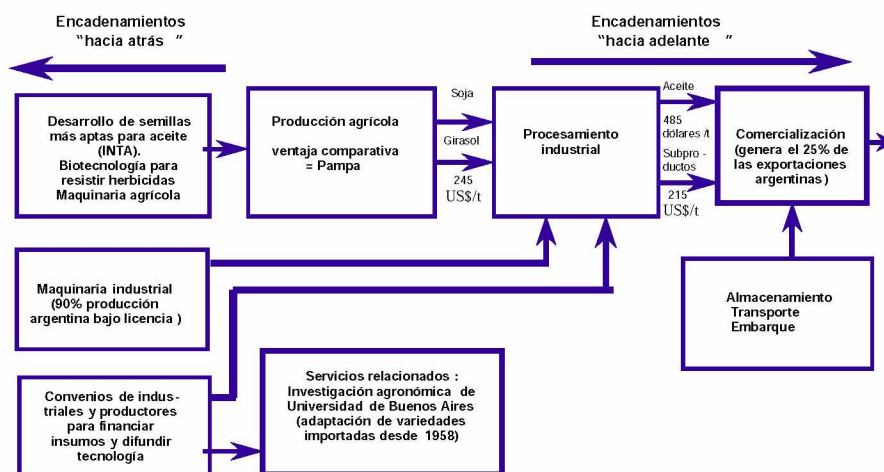 Encadenamientos
“hacia atrás ”
Encadenamientos
“hacia adelante ”
Desarrollo de semillas
más aptas para aceite
(INTA).
Biotecnología para
resistir herbicidas
Maquinaria agrícola
Producción agrícola
ventaja comparativa
= Pampa
Soja
Girasol
245
US$/t
Procesamiento
industrial
Aceite
485
dólares /t
Subpro -
ductos
215
US$/t
Comercialización
(genera el 25% de
las exportaciones
argentinas )
Maquinaria industrial
(90% producción
argentina bajo licencia )
Almacenamiento
Transporte
Embarque
Convenios de indus-
triales y productores
para financiar
insumos y difundir
tecnología
Servicios relacionados :
Investigación agronómica de
Universidad de Buenos Aires
(adaptación de variedades
importadas desde 1958)